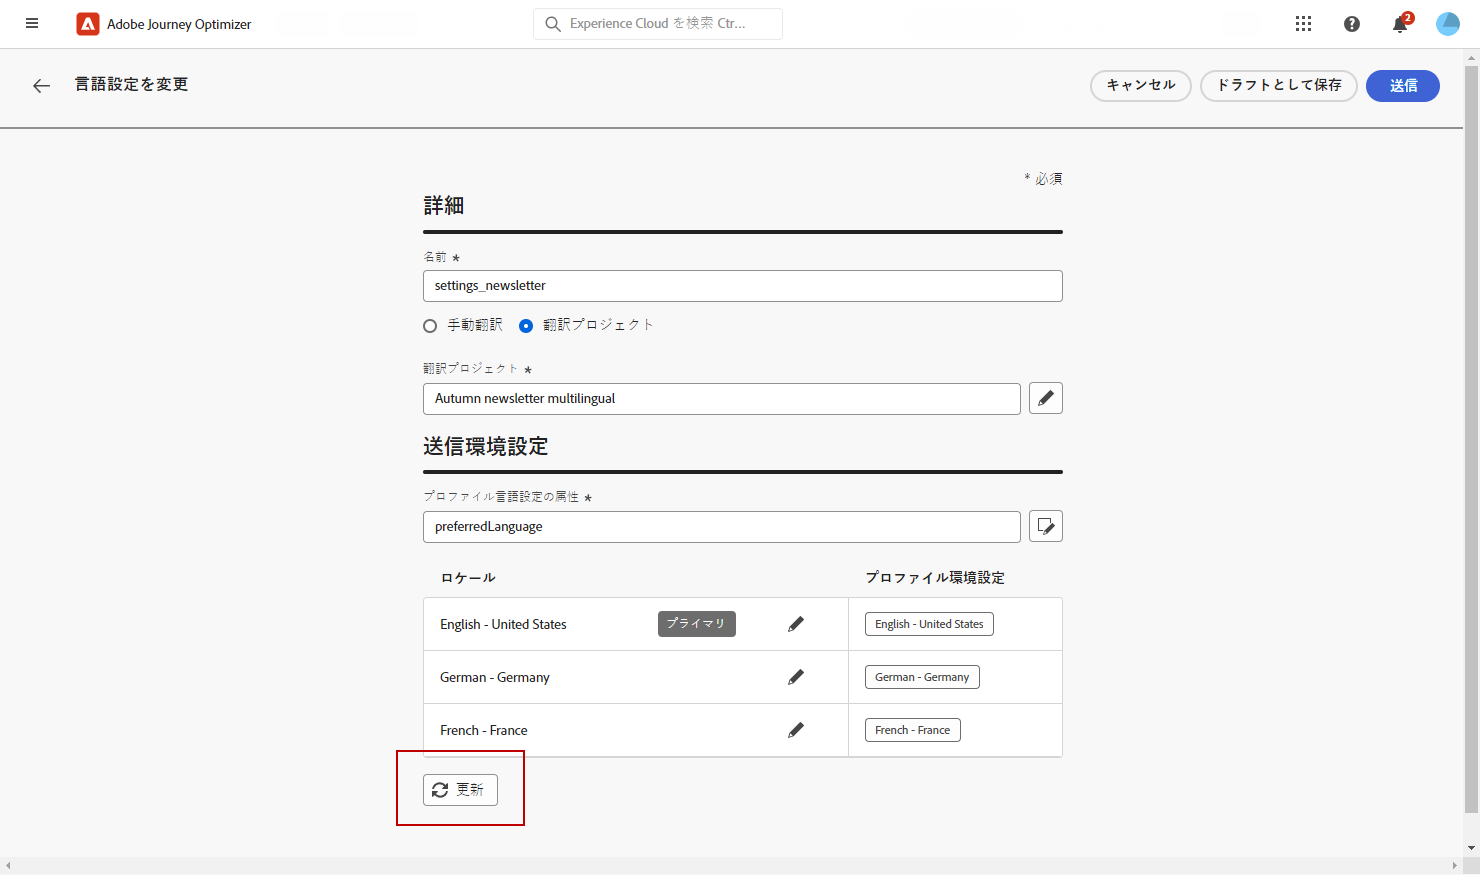 Adobe Journey Optimizer
Experience Cloud を検索 Ctr...
2
言語設定を変更
キャンセル
ドラフトとして保存
送信
* 必須
詳細
名前 *
settings_newsletter
手動翻訳 翻訳プロジェクト
翻訳プロジェクト *
Autumn newsletter multilingual
送信環境設定
プロファイル言語設定の属性 *
preferredLanguage
ロケール プロファイル環境設定
English - United States プライマリ English - United States
German - Germany German - Germany
French - France French - France
更新